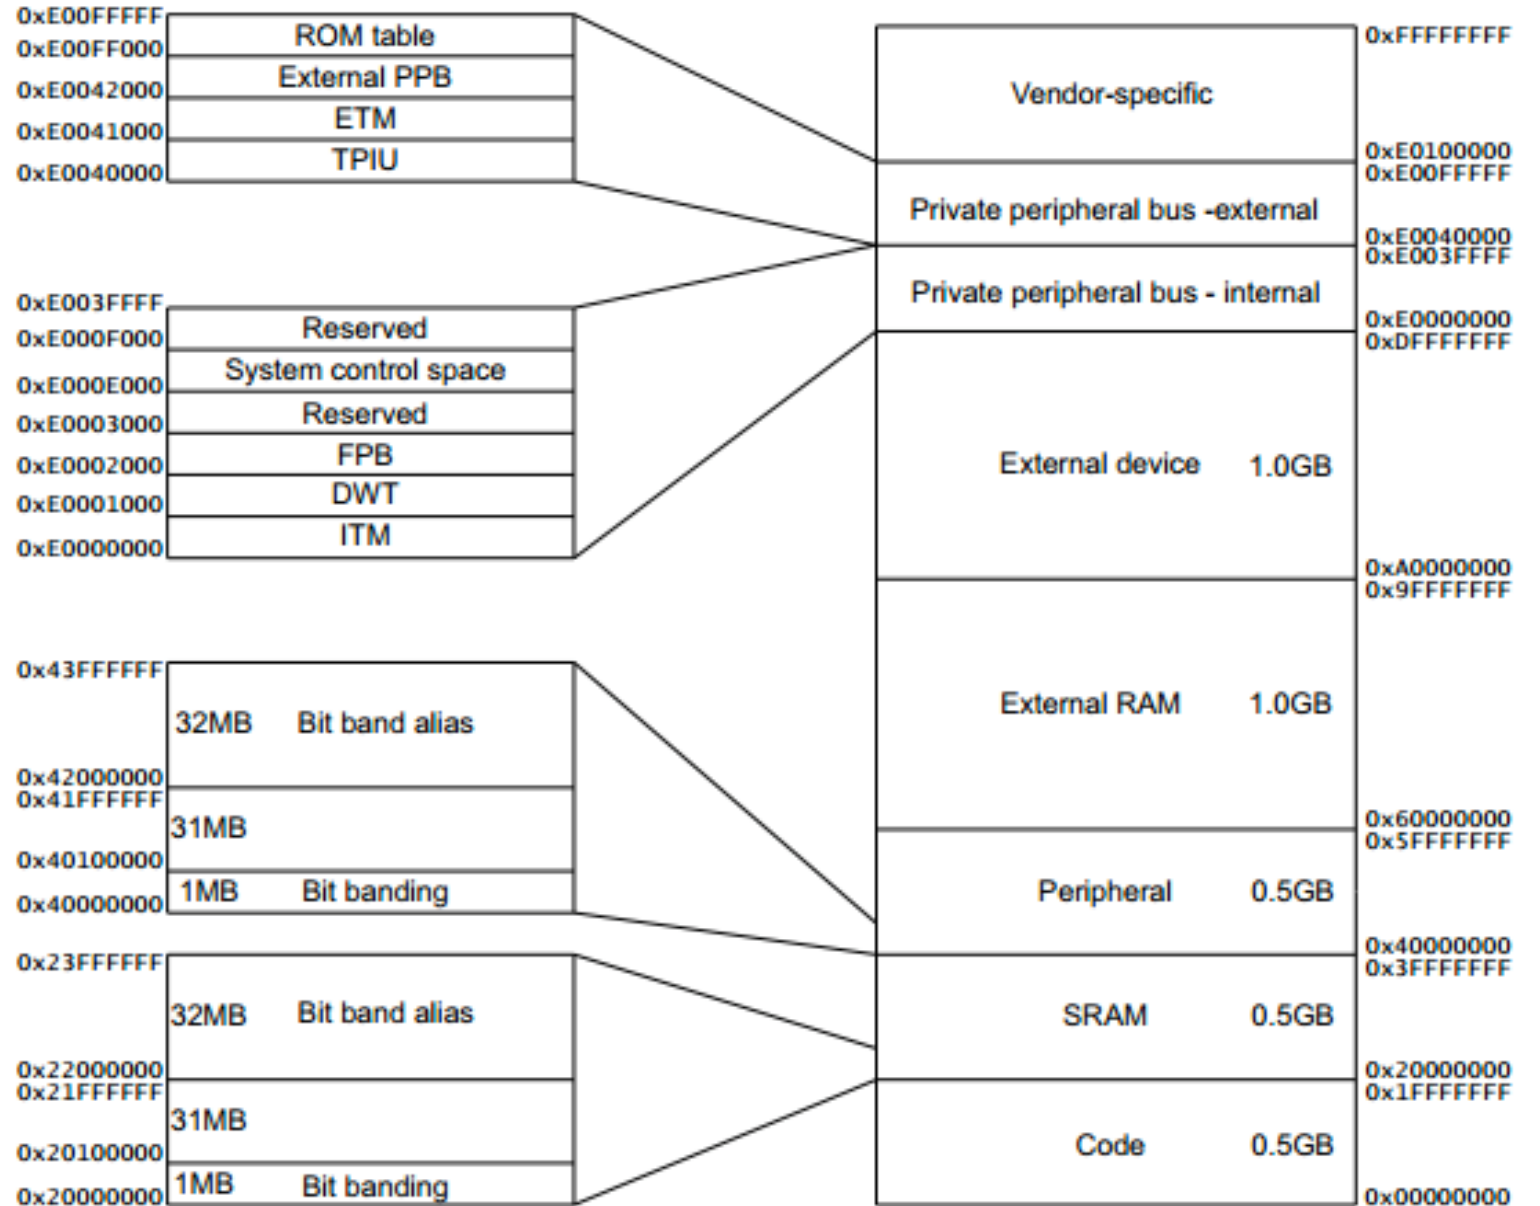 0xE00FFFFF
ROM table
0xE00FF000
External PPB
0xE0042000
ETM
0xE0041000
TPIU
0xE0040000
0xE003FFFF
Reserved
0xE000F000
System control space
0xE000E000
Reserved
0xE0003000
FPB
0xE0002000
DWT
0xE0001000
ITM
0xE0000000
0x43FFFFFF
32MB Bit band alias
0x42000000
0x41FFFFFF
31MB
0x40100000
1MB Bit banding
0x40000000
0x23FFFFFF
32MB Bit band alias
0x22000000
0x21FFFFFF
31MB
0x20100000
1MB Bit banding
0x20000000
0xFFFFFFFF
Vendor-specific
0xE0100000
0xE00FFFFF
Private peripheral bus -external
0xE0040000
0xE003FFFF
Private peripheral bus - internal
0xE0000000
0xDFFFFFFF
External device 1.0GB
0xA0000000
0x9FFFFFFF
External RAM 1.0GB
0x60000000
0x5FFFFFFF
Peripheral 0.5GB
0x40000000
0x3FFFFFFF
SRAM 0.5GB
0x20000000
0x1FFFFFFF
Code 0.5GB
0x00000000